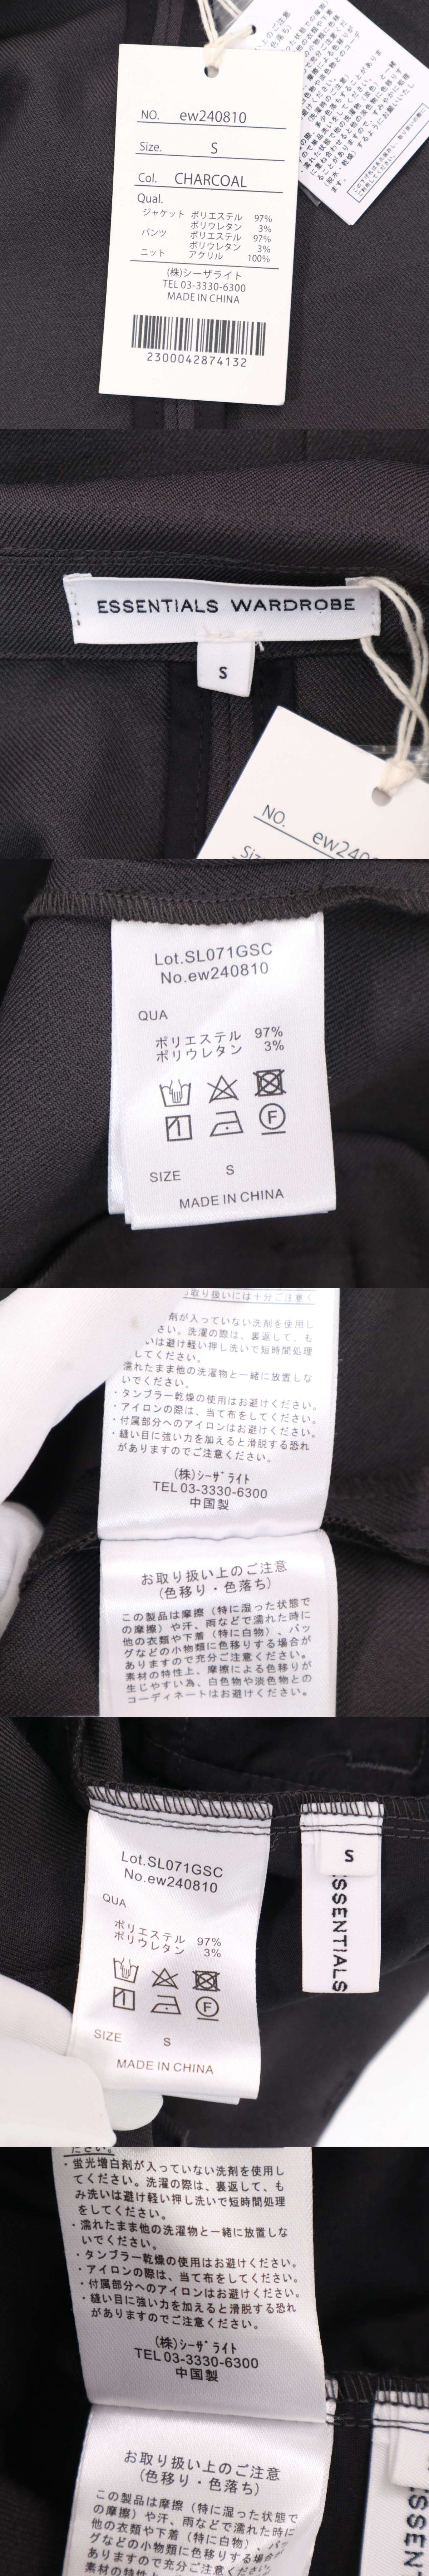 NO. ew240810
Size. S
Col. CHARCOAL
Qual.
ジャケット ポリエステル 97%
ポリウレタン 3%
パンツ ポリエステル 97%
ポリウレタン 3%
ニット アクリル 100%
(株)シーザライト
TEL 03-3330-6300
MADE IN CHINA
2300042874132
ESSENTIALS WARDROBE
S
NO. ew240
Lot.SL071GSC
No.ew240810
QUA
ポリエステル 97%
ポリウレタン 3%
F
SIZE S
MADE IN CHINA
取り扱いには十分ご注意く
剤が入っていない洗剤を使用し
さい。洗濯の際は、裏返して、も
いは避け軽い押し洗いで短時間処理
してください。
濡れたまま他の洗濯物と一緒に放置しな
いでください。
・タンブラー乾燥の使用はお避けください。
・アイロンの際は、当て布をしてください。
・付属部分へのアイロンはお避けください。
・縫い目に強い力を加えると滑脱する恐れ
がありますのでご注意ください。
(株)ｼｰｻﾞﾗｲﾄ
TEL 03-3330-6300
中国製
お取り扱い上のご注意
(色移り・色落ち)
この製品は摩擦（特に湿った状態で
の摩擦）や汗、雨などで濡れた時に
他の衣類や下着（特に白物）、バッ
グなどの小物類に色移りする場合が
ありますので充分ご注意ください。
素材の特性上、摩擦による色移りが
生じやすい為、白色物や淡色物との
コーディネートはお避けください。
Lot.SL071GSC
No.ew240810
QUA
ポリエステル 97%
ポリウレタン 3%
F
SIZE S
MADE IN CHINA
S
SSENTIALS
ださい。
・蛍光増白剤が入っていない洗剤を使用し
てください。洗濯の際は、裏返して、も
み洗いは避け軽い押し洗いで短時間処理
をしてください。
・濡れたまま他の洗濯物と一緒に放置しな
いでください。
・タンブラー乾燥の使用はお避けください。
・アイロンの際は、当て布をしてください。
・付属部分へのアイロンはお避けください。
・縫い目に強い力を加えると滑脱する恐れ
がありますのでご注意ください。
(株)ｼｰｻﾞﾗｲﾄ
TEL 03-3330-6300
中国製
お取り扱い上のご注意
(色移り・色落ち)
この製品は摩擦（特に湿った状態で
の摩擦）や汗、雨などで濡れた時に
他の衣類や下着（特に白物）、バッ
グなどの小物類に色移りする場合が
ありますので充分ご注意ください。
素材の特性
SSEN